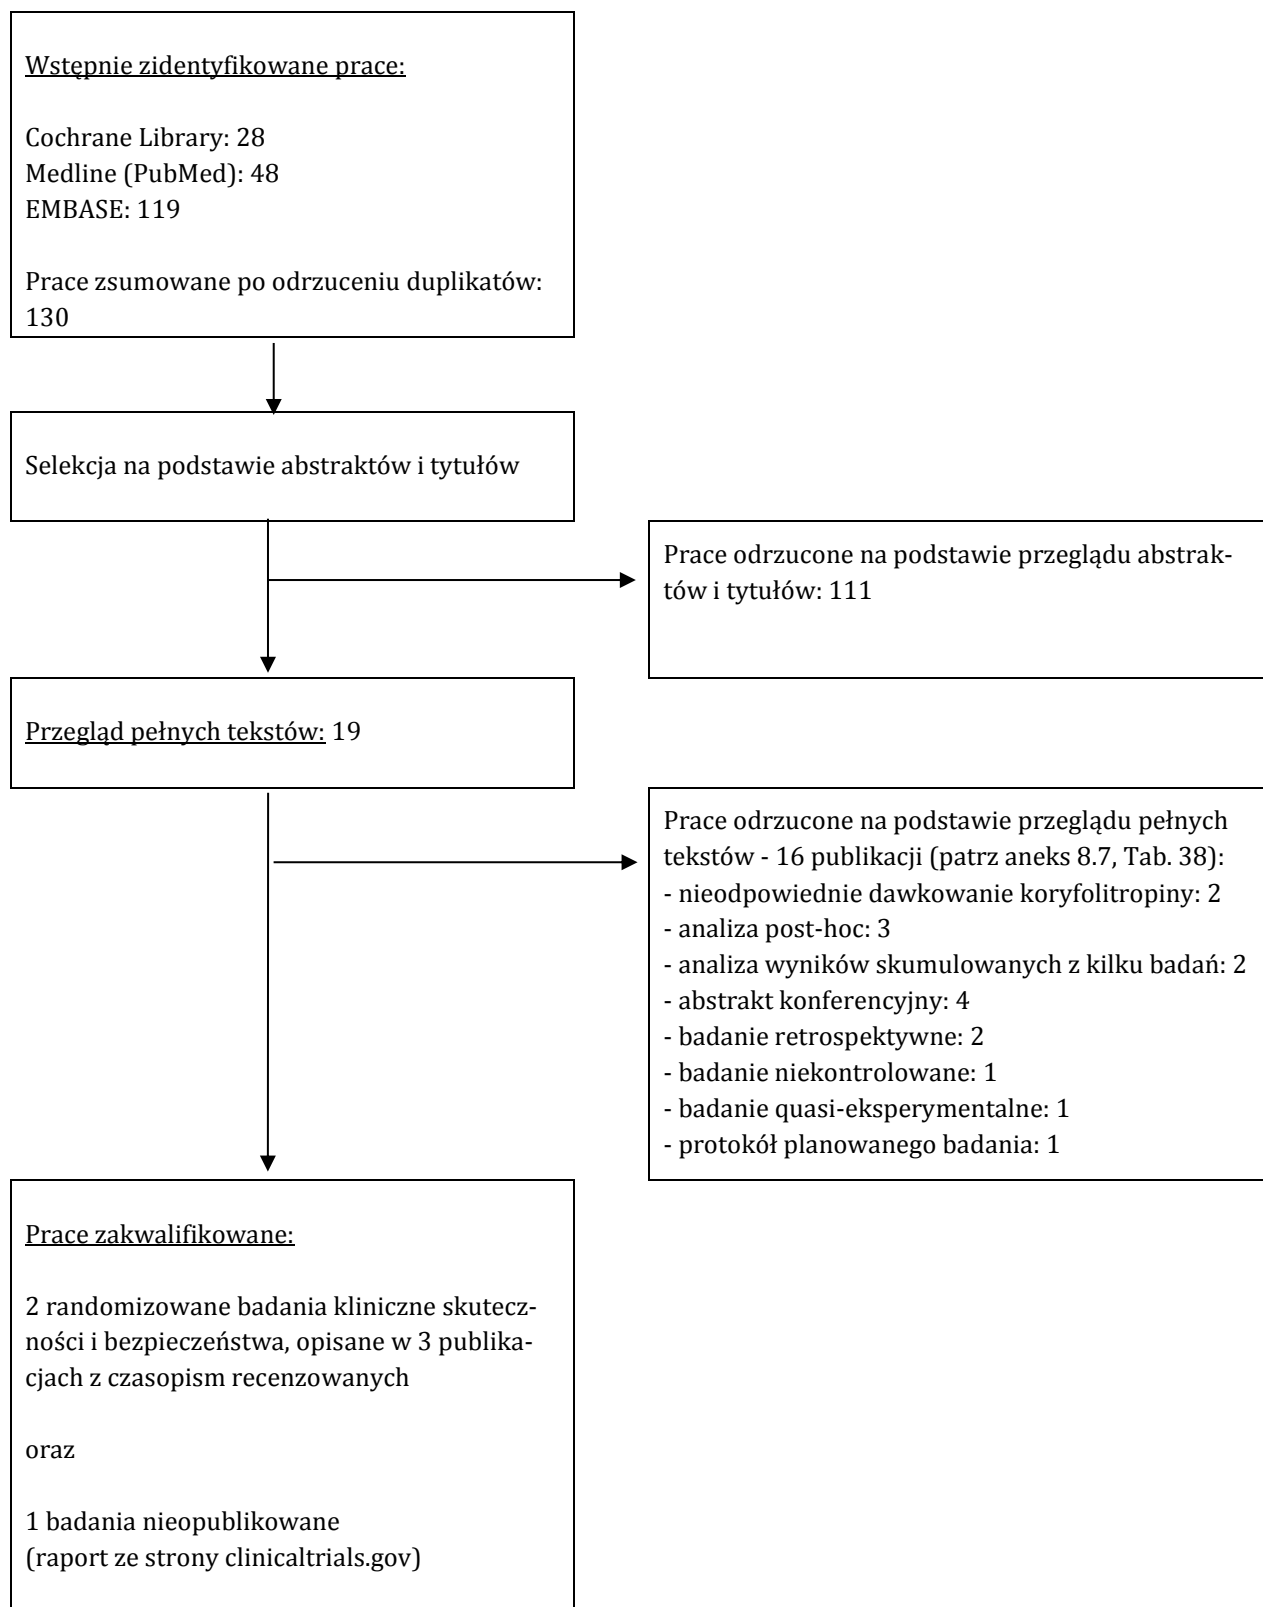 Wstępnie zidentyfikowane prace:
Cochrane Library: 28
Medline (PubMed): 48
EMBASE: 119
Prace zsumowane po odrzuceniu duplikatów:
130
Selekcja na podstawie abstraktów i tytułów
Prace odrzucone na podstawie przeglądu abstrak-
tów i tytułów: 111
Przegląd pełnych tekstów: 19
Prace odrzucone na podstawie przeglądu pełnych
tekstów - 16 publikacji (patrz aneks 8.7, Tab. 38):
- nieodpowiednie dawkowanie koryfolitropiny: 2
- analiza post-hoc: 3
- analiza wyników skumulowanych z kilku badań: 2
- abstrakt konferencyjny: 4
- badanie retrospektywne: 2
- badanie niekontrolowane: 1
- badanie quasi-eksperymentalne: 1
- protokół planowanego badania: 1
Prace zakwalifikowane:
2 randomizowane badania kliniczne skutecz-
ności i bezpieczeństwa, opisane w 3 publika-
cjach z czasopism recenzowanych
oraz
1 badania nieopublikowane
(raport ze strony clinicaltrials.gov)